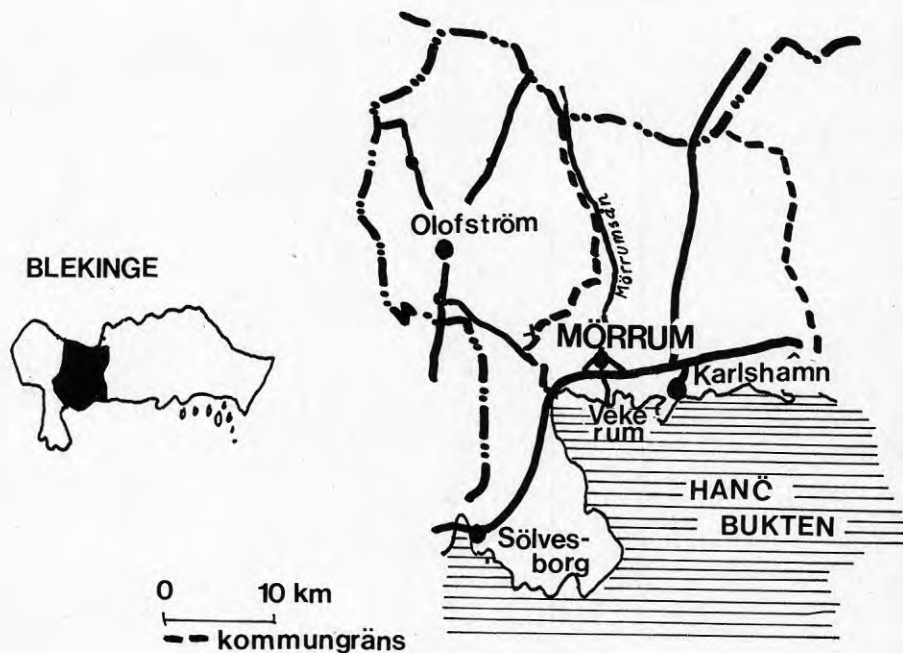 BLEKINGE
Olofström
Mörrumsån
MÖRRUM
Karlshamn
Veke
rum
HANÖ
BUKTEN
Sölves-
borg
0 10 km
kommungräns